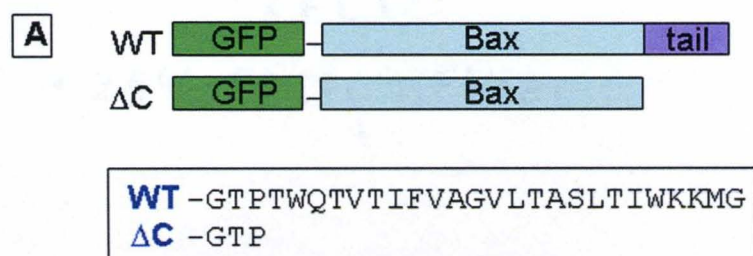 A
WT GFP Bax tail
ΔC GFP Bax
WT -GTPTWQTVTIFVAGVLTASLTIWKKMG
ΔC -GTP